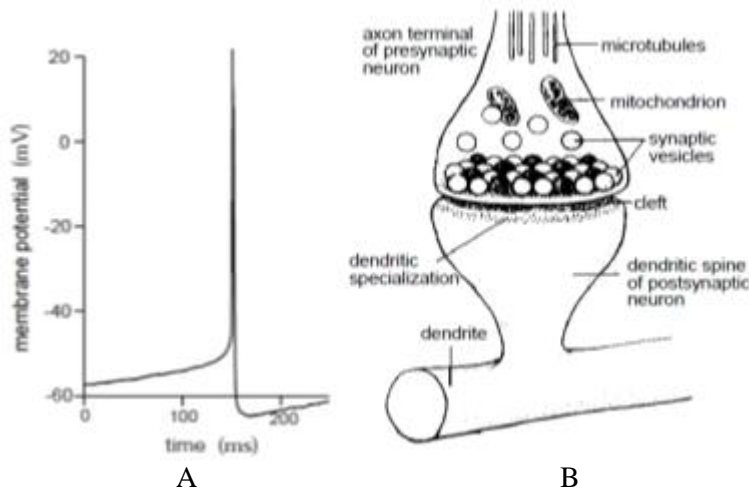 20
0
-20
-40
-60
membrane potential (mV)
0
100
200
time (ms)
A
axon terminal
of presynaptic
neuron
microtubules
mitochondrion
synaptic
vesicles
cleft
dendritic
specialization
dendritic spine
of postsynaptic
neuron
dendrite
B